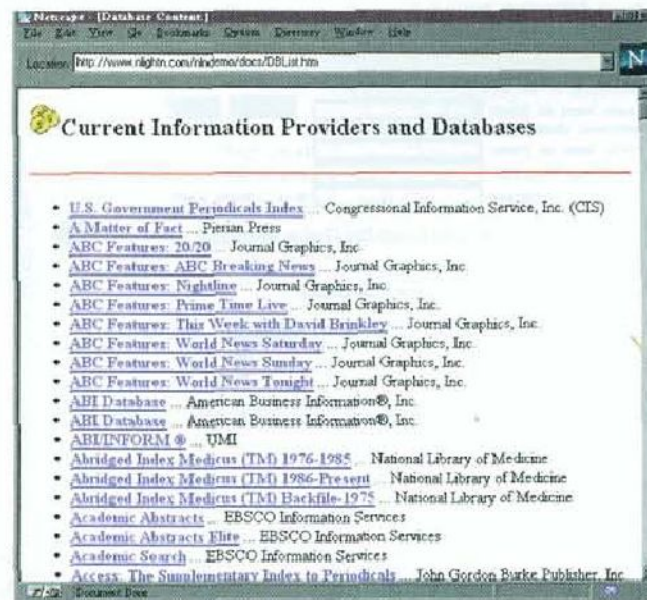 Netscape - [Database Content]
File Edit View Go Bookmarks Options Directory Window Help
Location: http://www.nlightn.com/nlndemo/docs/DBList.htm
N
Current Information Providers and Databases
• U.S. Government Periodicals Index ... Congressional Information Service, Inc. (CIS)
• A Matter of Fact ... Pierian Press
• ABC Features: 20/20 ... Journal Graphics, Inc.
• ABC Features: ABC Breaking News ... Journal Graphics, Inc.
• ABC Features: Nightline ... Journal Graphics, Inc.
• ABC Features: Prime Time Live ... Journal Graphics, Inc.
• ABC Features: This Week with David Brinkley ... Journal Graphics, Inc.
• ABC Features: World News Saturday ... Journal Graphics, Inc.
• ABC Features: World News Sunday ... Journal Graphics, Inc.
• ABC Features: World News Tonight ... Journal Graphics, Inc.
• ABI Database ... American Business Information®, Inc.
• ABI Database ... American Business Information®, Inc.
• ABI/INFORM ® ... UMI
• Abridged Index Medicus (TM) 1976-1985 ... National Library of Medicine
• Abridged Index Medicus (TM) 1986-Present ... National Library of Medicine
• Abridged Index Medicus (TM) Backfile-1975 ... National Library of Medicine
• Academic Abstracts ... EBSCO Information Services
• Academic Abstracts Elite ... EBSCO Information Services
• Academic Search ... EBSCO Information Services
• Access: The Supplementary Index to Periodicals ... John Gordon Burke Publisher, Inc.
Document: Done